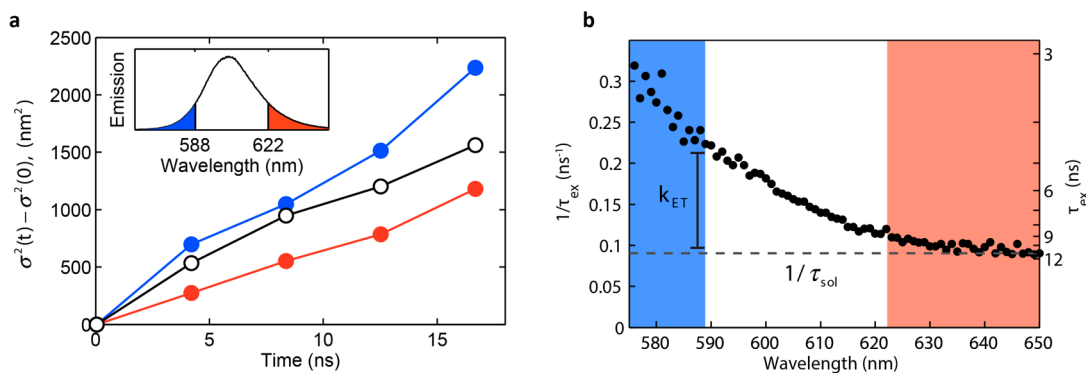 a
2500
2000
1500
1000
500
0
σ²(t) − σ²(0), (nm²)
0 5 10 15
Time (ns)
Emission
588 622
Wavelength (nm)
b
0.3
0.25
0.2
0.15
0.1
0.05
0
1/τex (ns⁻¹)
kET
1/τsol
580 590 600 610 620 630 640 650
Wavelength (nm)
3
6
9
12
τex (ns)